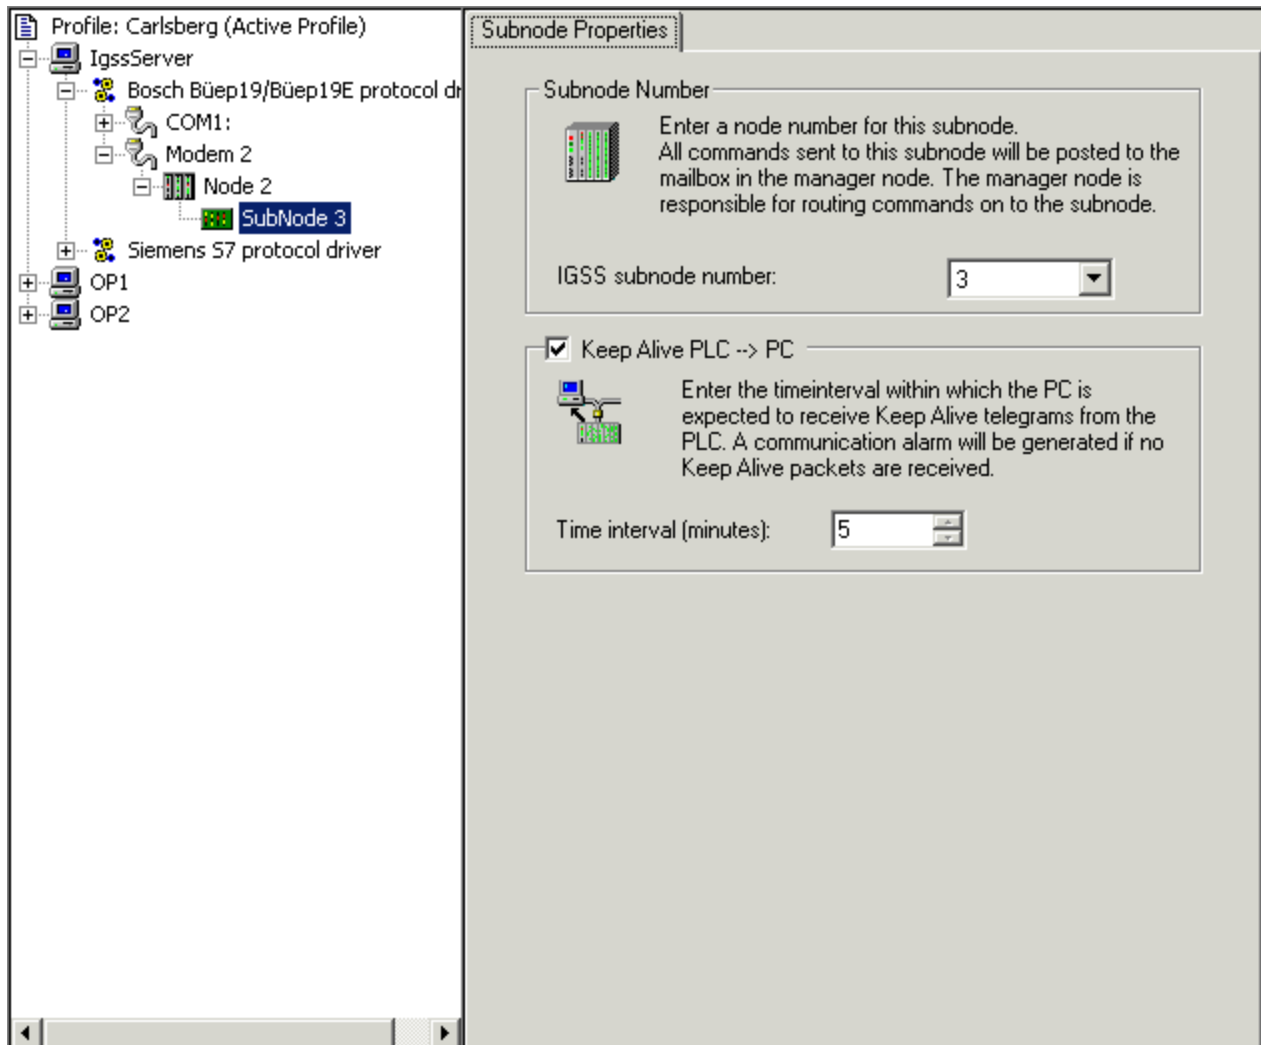 Profile: Carlsberg (Active Profile)
IgssServer
Bosch Büep19/Büep19E protocol
COM1:
Modem 2
Node 2
SubNode 3
Siemens S7 protocol driver
OP1
OP2
Subnode Properties
Subnode Number
Enter a node number for this subnode.
All commands sent to this subnode will be posted to the
mailbox in the manager node. The manager node is
responsible for routing commands on to the subnode.
IGSS subnode number:
3
Keep Alive PLC --> PC
Enter the timeinterval within which the PC is
expected to receive Keep Alive telegrams from the
PLC. A communication alarm will be generated if no
Keep Alive packets are received.
Time interval (minutes):
5